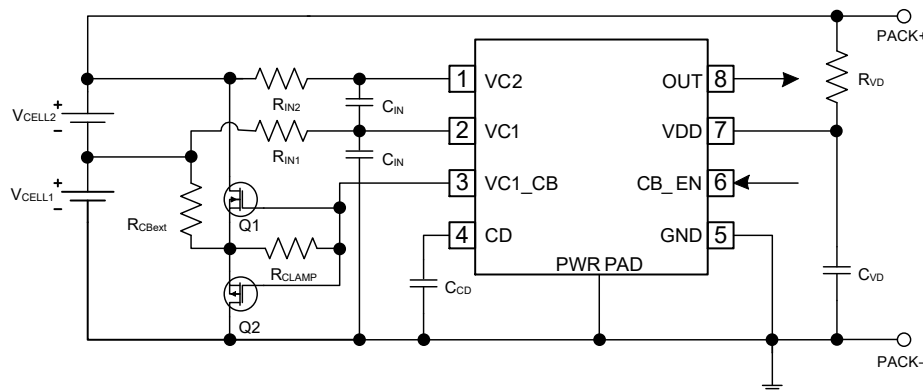 PACK+
1 VC2 OUT 8
RIN2
CIN
RVD
VCELL2
+
–
2 VC1 VDD 7
RIN1
CIN
3 VC1_CB CB_EN 6
VCELL1
+
–
RCBext
Q1
4 CD GND 5
RCLAMP
PWR PAD
CCD
CVD
Q2
PACK–